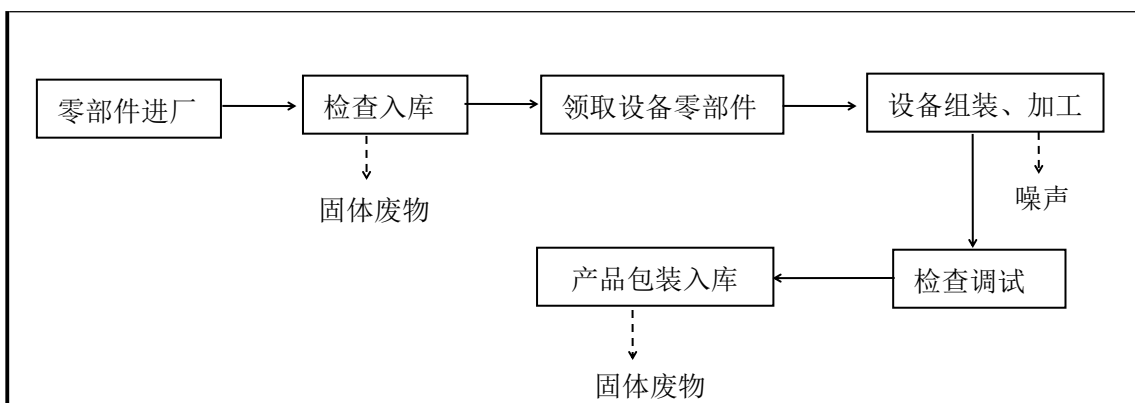 零部件进厂
检查入库
领取设备零部件
设备组装、加工
固体废物
噪声
产品包装入库
检查调试
固体废物